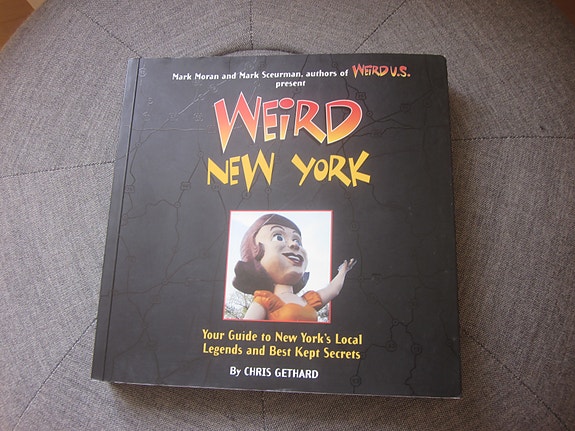 Mark Moran and Mark Sceurman, authors of WEIRD U.S.
present
WEIRD
NEW YORK
Your Guide to New York's Local
Legends and Best Kept Secrets
By CHRIS GETHARD